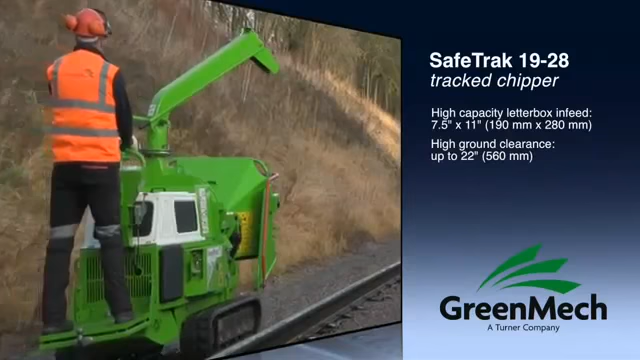 SafeTrak 19-28
tracked chipper
High capacity letterbox infeed:
7.5" x 11" (190 mm x 280 mm)
High ground clearance:
up to 22" (560 mm)
GreenMech
A Turner Company